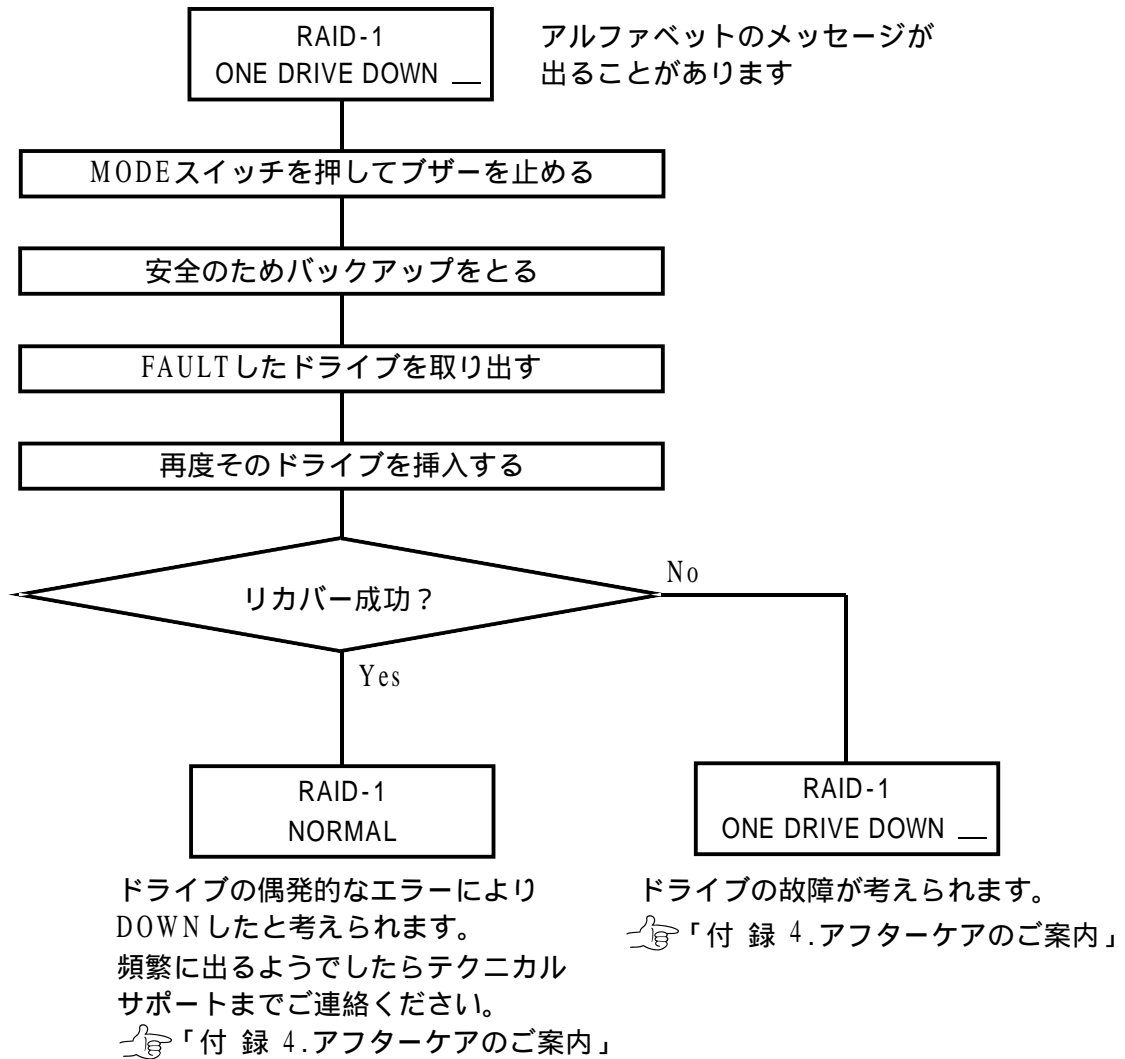 RAID-1
ONE DRIVE DOWN __
アルファベットのメッセージが
出ることがあります
MODEスイッチを押してブザーを止める
安全のためバックアップをとる
FAULTしたドライブを取り出す
再度そのドライブを挿入する
リカバー成功？
No
Yes
RAID-1
NORMAL
ドライブの偶発的なエラーにより
DOWNしたと考えられます。
頻繁に出るようでしたらテクニカル
サポートまでご連絡ください。
「付 録 4.アフターケアのご案内」
RAID-1
ONE DRIVE DOWN __
ドライブの故障が考えられます。
「付 録 4.アフターケアのご案内」